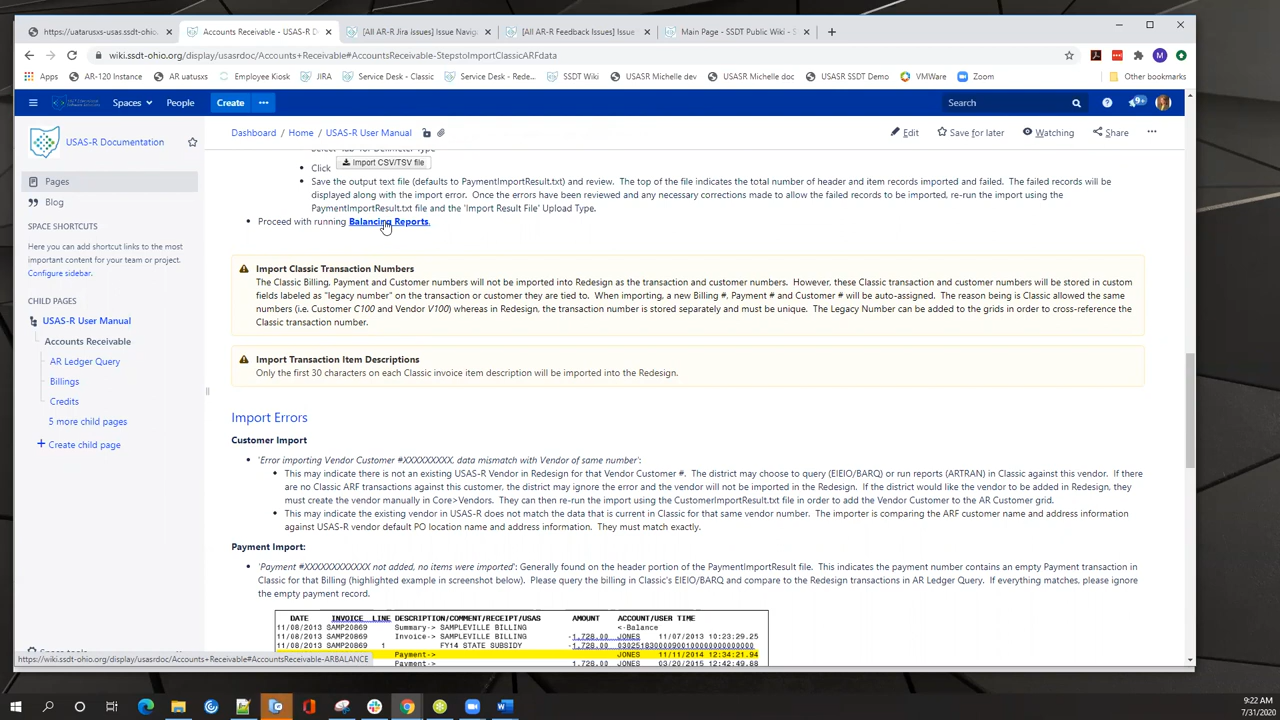 https://uatarusxs-usas.ssdt-ohio.o
Accounts Receivable - USAS-R D
[All AR-R Jira Issues] Issue Navig
[All AR-R Feedback Issues] Issue
Main Page - SSDT Public Wiki - S
wiki.ssdt-ohio.org/display/usasrdoc/Accounts+Receivable#AccountsReceivable-StepstoImportClassicARFdata
M
Apps
AR-120 Instance
AR uatusxs
Employee Kiosk
JIRA
Service Desk - Classic
Service Desk - Rede...
SSDT Wiki
USASR Michelle dev
USASR Michelle doc
USASR SSDT Demo
VMWare
Zoom
Other bookmarks
Spaces
People
Create
Search
9+
USAS-R Documentation
Pages
Blog
SPACE SHORTCUTS
Here you can add shortcut links to the most
important content for your team or project.
Configure sidebar.
CHILD PAGES
USAS-R User Manual
Accounts Receivable
AR Ledger Query
Billings
Credits
5 more child pages
Create child page
Dashboard / Home / USAS-R User Manual
Edit
Save for later
Watching
Share
Select 'Tab' for Delimeter Type
Click Import CSV/TSV file
Save the output text file (defaults to PaymentImportResult.txt) and review. The top of the file indicates the total number of header and item records imported and failed. The failed records will be
displayed along with the import error. Once the errors have been reviewed and any necessary corrections made to allow the failed records to be imported, re-run the import using the
PaymentImportResult.txt file and the 'Import Result File' Upload Type.
Proceed with running Balancing Reports.
Import Classic Transaction Numbers
The Classic Billing, Payment and Customer numbers will not be imported into Redesign as the transaction and customer numbers. However, these Classic transaction and customer numbers will be stored in custom
fields labeled as "legacy number" on the transaction or customer they are tied to. When importing, a new Billing #, Payment # and Customer # will be auto-assigned. The reason being is Classic allowed the same
numbers (i.e. Customer C100 and Vendor V100) whereas in Redesign, the transaction number is stored separately and must be unique. The Legacy Number can be added to the grids in order to cross-reference the
Classic transaction number.
Import Transaction Item Descriptions
Only the first 30 characters on each Classic invoice item description will be imported into the Redesign.
Import Errors
Customer Import
'Error importing Vendor Customer #XXXXXXXXX, data mismatch with Vendor of same number':
This may indicate there is not an existing USAS-R Vendor in Redesign for that Vendor Customer #. The district may choose to query (EIEIO/BARQ) or run reports (ARTRAN) in Classic against this vendor. If there
are no Classic ARF transactions against this customer, the district may ignore the error and the vendor will not be imported in the Redesign. If the district would like the vendor to be added in Redesign, they
must create the vendor manually in Core>Vendors. They can then re-run the import using the CustomerImportResult.txt file in order to add the Vendor Customer to the AR Customer grid.
This may indicate the existing vendor in USAS-R does not match the data that is current in Classic for that same vendor number. The importer is comparing the ARF customer name and address information
against USAS-R vendor default PO location name and address information. They must match exactly.
Payment Import:
'Payment #XXXXXXXXXXXX not added, no items were imported': Generally found on the header portion of the PaymentImportResult file. This indicates the payment number contains an empty Payment transaction in
Classic for that Billing (highlighted example in screenshot below). Please query the billing in Classic's EIEIO/BARQ and compare to the Redesign transactions in AR Ledger Query. If everything matches, please ignore
the empty payment record.
DATE INVOICE LINE DESCRIPTION/COMMENT/RECEIPT/USAS AMOUNT ACCOUNT/USER TIME
11/08/2013 SAMP20869 Summary-> SAMPLEVILLE BILLING <-Balance
11/08/2013 SAMP20869 Invoice-> SAMPLEVILLE BILLING -1,728.00 JONES 11/07/2013 10:23:29.25
11/08/2013 SAMP20869 1 FY14 STATE SUBSIDY
Payment-> JONES 11/11/2014 12:34:21.94
Payment-> 1,728.00 JONES 03/20/2015 12:42:49.88
https://wiki.ssdt-ohio.org/display/usasrdoc/Accounts+Receivable#AccountsReceivable-ARBALANCE
9:22 AM
7/31/2020